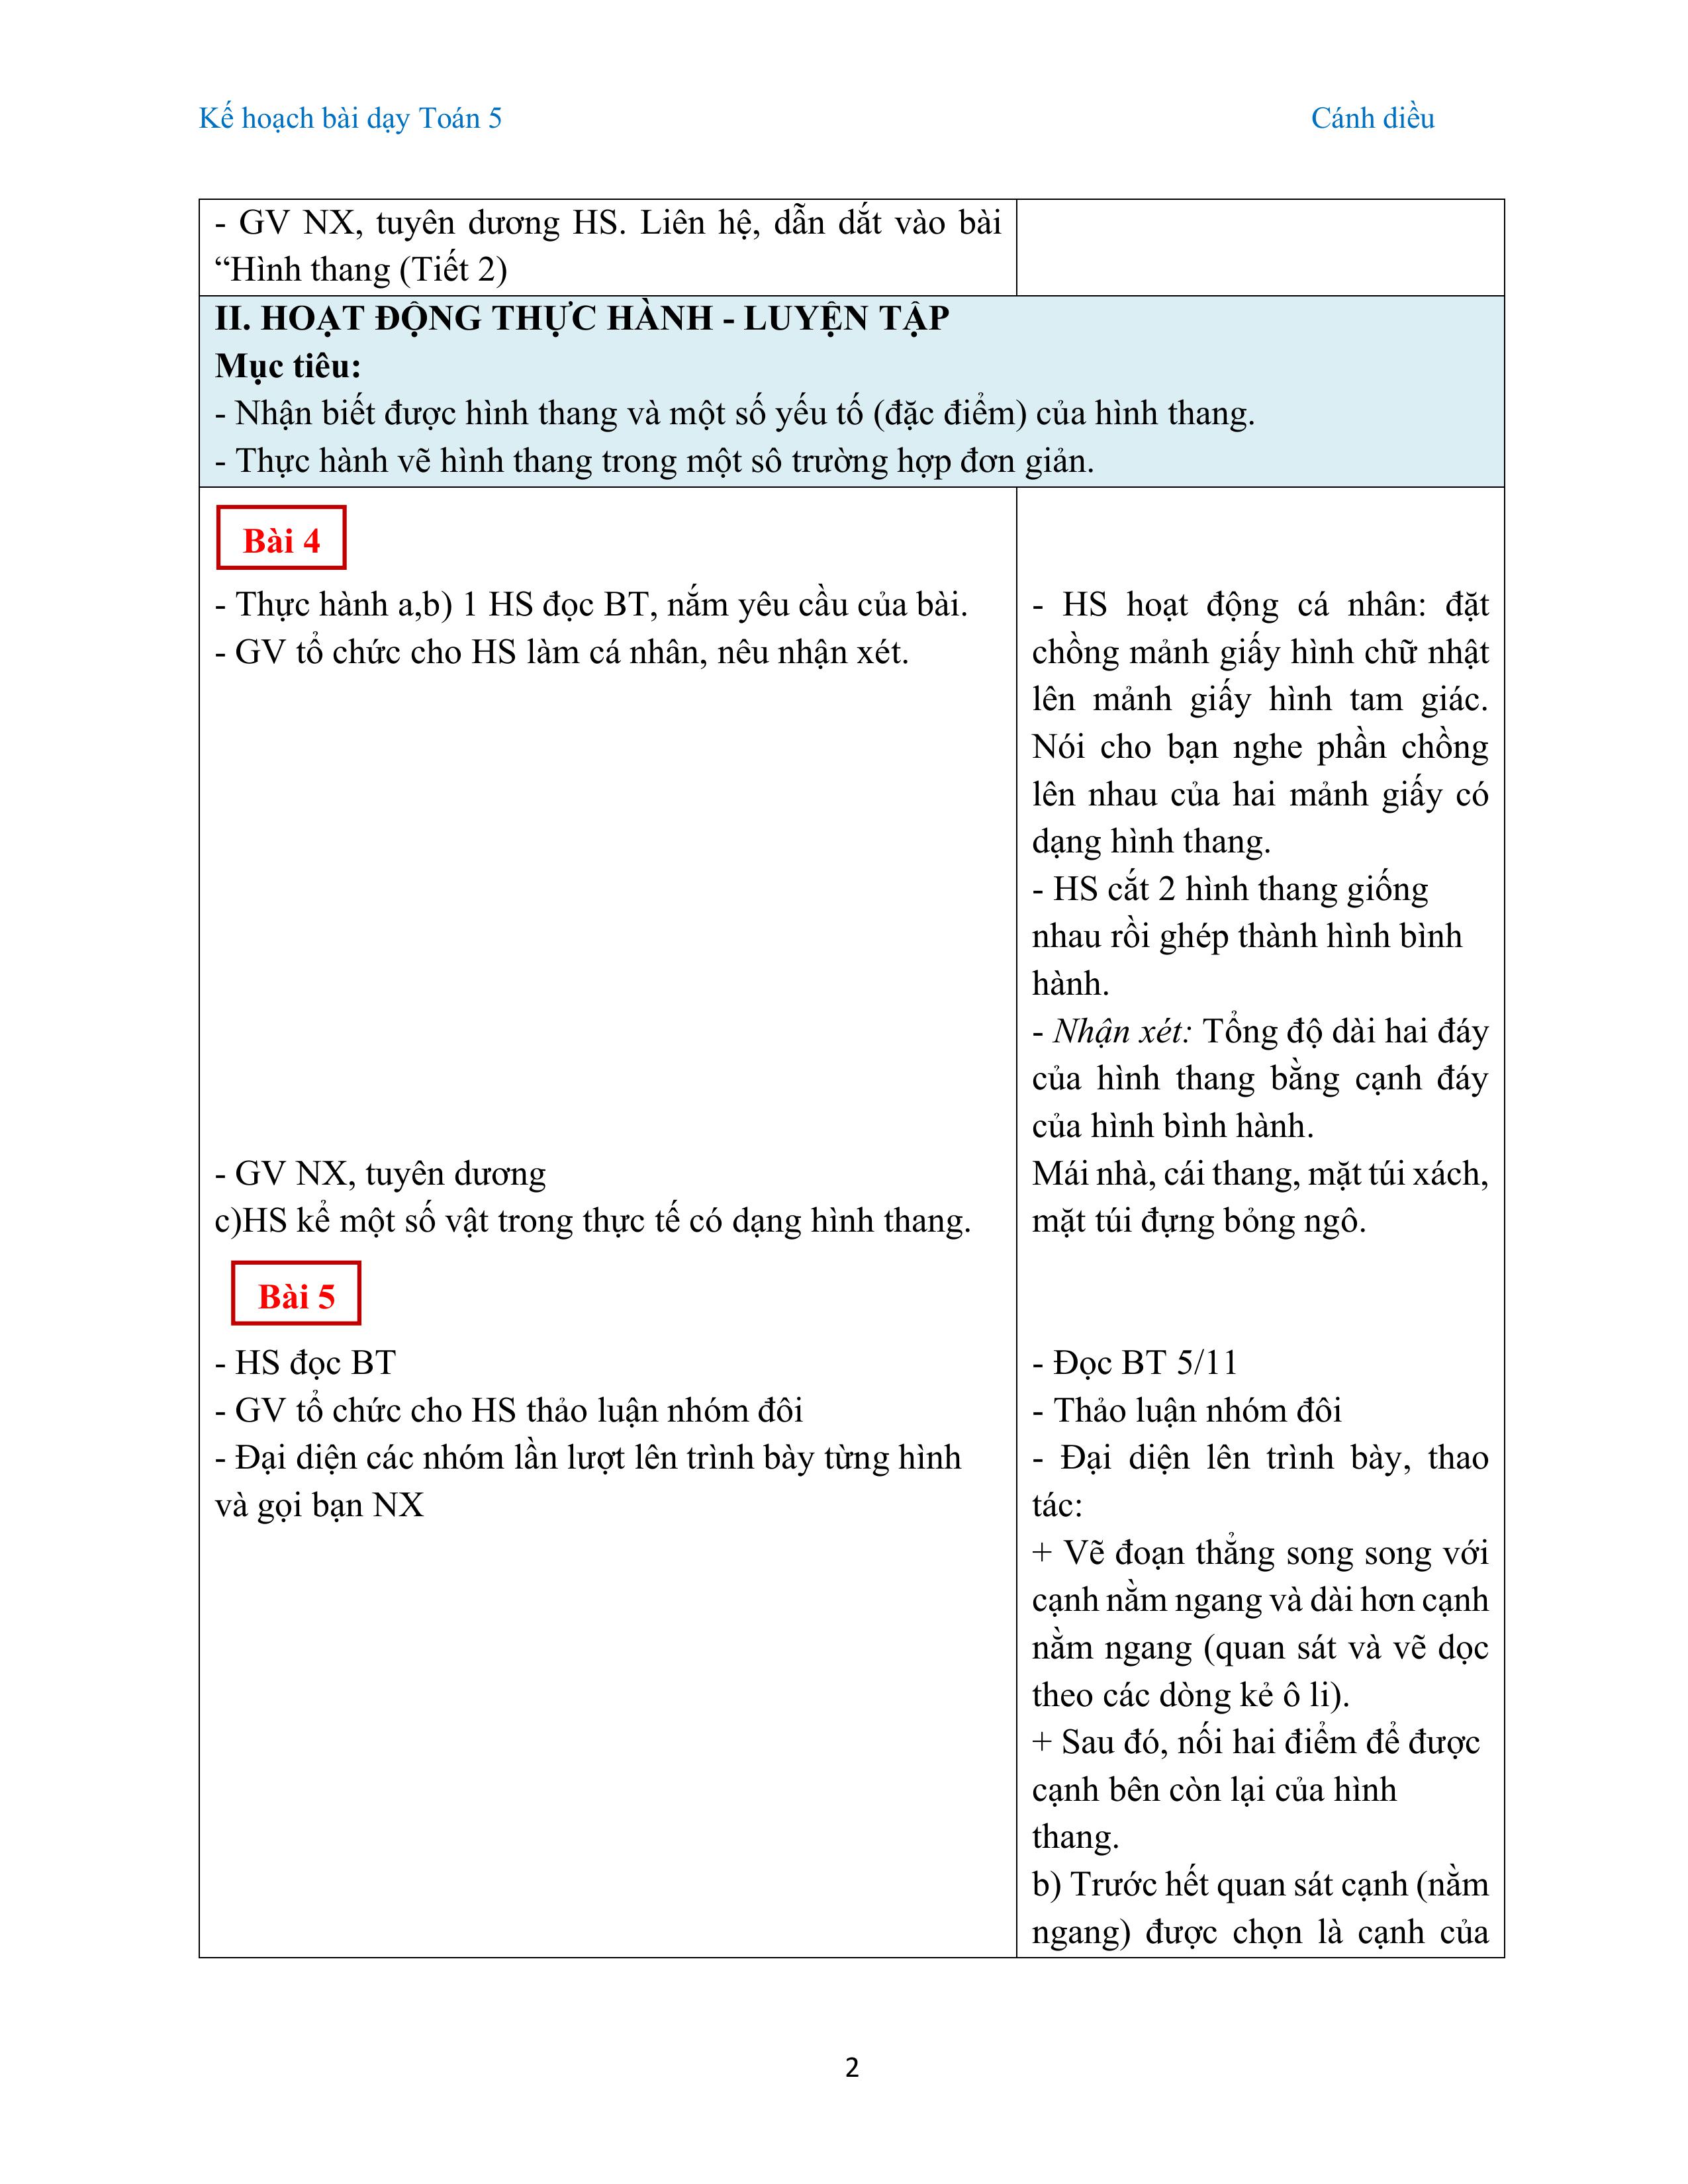 Kế hoạch bài dạy Toán 5
Cánh diều
- GV NX, tuyên dương HS. Liên hệ, dẫn dắt vào bài
“Hình thang (Tiết 2)
II. HOẠT ĐỘNG THỰC HÀNH - LUYỆN TẬP
Mục tiêu:
- Nhận biết được hình thang và một số yếu tố (đặc điểm) của hình thang.
- Thực hành vẽ hình thang trong một sô trường hợp đơn giản.
Bài 4
- Thực hành a,b) 1 HS đọc BT, nắm yêu cầu của bài.
- GV tổ chức cho HS làm cá nhân, nêu nhận xét.
- HS hoạt động cá nhân: đặt
chồng mảnh giấy hình chữ nhật
lên mảnh giấy hình tam giác.
Nói cho bạn nghe phần chồng
lên nhau của hai mảnh giấy có
dạng hình thang.
- HS cắt 2 hình thang giống
nhau rồi ghép thành hình bình
hành.
- Nhận xét: Tổng độ dài hai đáy
của hình thang bằng cạnh đáy
của hình bình hành.
- GV NX, tuyên dương
c)HS kể một số vật trong thực tế có dạng hình thang.
Mái nhà, cái thang, mặt túi xách,
mặt túi đựng bỏng ngô.
Bài 5
- HS đọc BT
- GV tổ chức cho HS thảo luận nhóm đôi
- Đại diện các nhóm lần lượt lên trình bày từng hình
và gọi bạn NX
- Đọc BT 5/11
- Thảo luận nhóm đôi
- Đại diện lên trình bày, thao
tác:
+ Vẽ đoạn thẳng song song với
cạnh nằm ngang và dài hơn cạnh
nằm ngang (quan sát và vẽ dọc
theo các dòng kẻ ô li).
+ Sau đó, nối hai điểm để được
cạnh bên còn lại của hình
thang.
b) Trước hết quan sát cạnh (nằm
ngang) được chọn là cạnh của
2